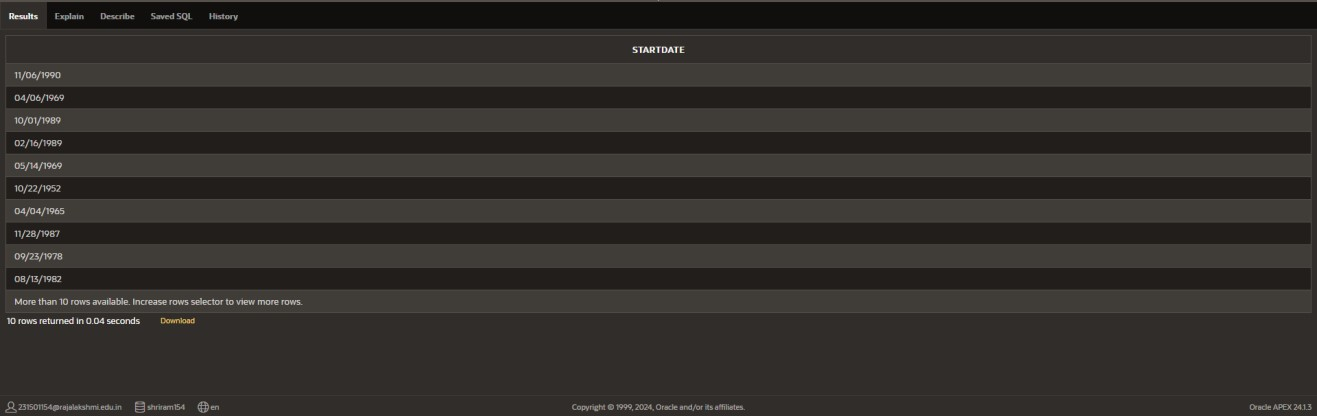 Results Explain Describe Saved SQL History
STARTDATE
11/06/1990
04/06/1969
10/01/1989
02/16/1989
05/14/1969
10/22/1952
04/04/1965
11/28/1987
09/23/1978
08/13/1982
More than 10 rows available. Increase rows selector to view more rows.
10 rows returned in 0.04 seconds Download
231501154@rajalakshmi.edu.in shriram154 en Copyright © 1999, 2024, Oracle and/or its affiliates. Oracle APEX 24.1.3